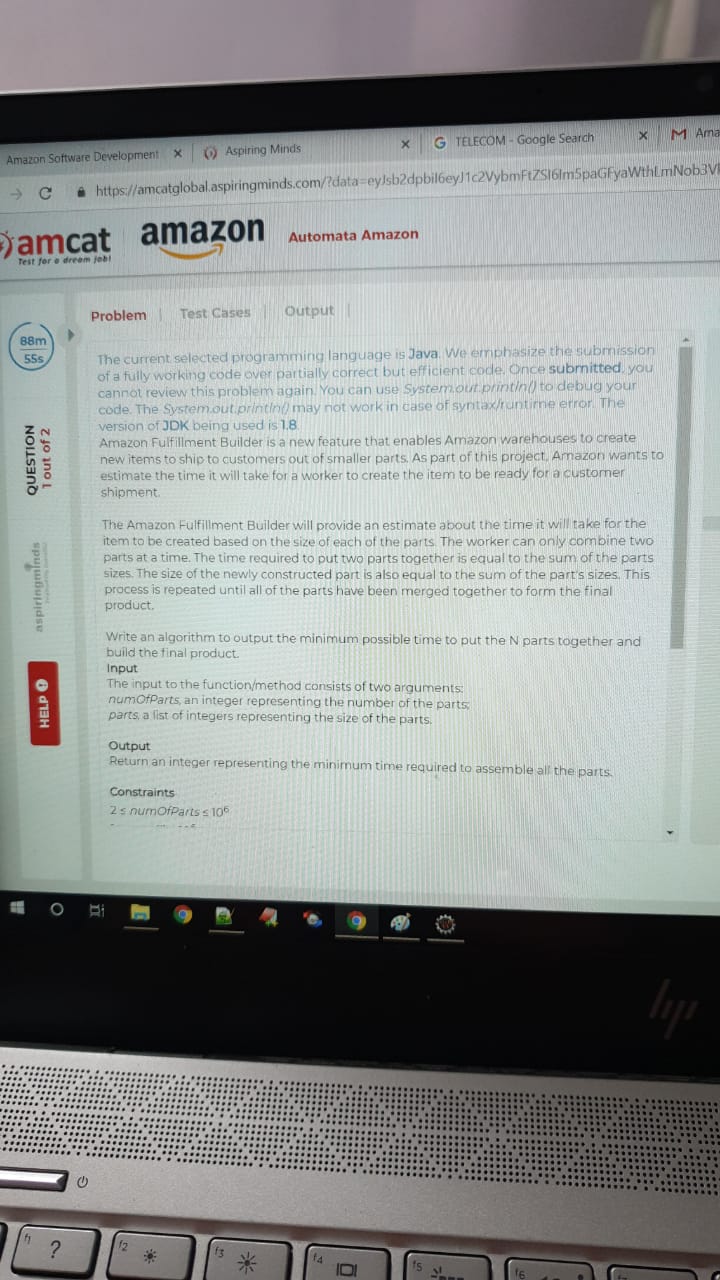 Amazon Software Development
Aspiring Minds
TELECOM - Google Search
Ama
https://amcatglobal.aspiringminds.com/?data=
amcat
Test for a dream job!
amazon
Automata Amazon
Problem
Test Cases
Output
88m
55s
QUESTION
1 out of 2
aspiringminds
HELP
The current selected programming language is Java. We emphasize the submission
of a fully working code over partially correct but efficient code. Once submitted, you
cannot review this problem again. You can use System.out.println() to debug your
code. The System.out.println() may not work in case of syntax/runtime error. The
version of JDK being used is 1.8.
Amazon Fulfillment Builder is a new feature that enables Amazon warehouses to create
new items to ship to customers out of smaller parts. As part of this project, Amazon wants to
estimate the time it will take for a worker to create the item to be ready for a customer
shipment.
The Amazon Fulfillment Builder will provide an estimate about the time it will take for the
item to be created based on the size of each of the parts. The worker can only combine two
parts at a time. The time required to put two parts together is equal to the sum of the parts
sizes. The size of the newly constructed part is also equal to the sum of the part's sizes. This
process is repeated until all of the parts have been merged together to form the final
product.
Write an algorithm to output the minimum possible time to put the N parts together and
build the final product.
Input
The input to the function/method consists of two arguments:
numOfParts, an integer representing the number of the parts;
parts, a list of integers representing the size of the parts.
Output
Return an integer representing the minimum time required to assemble all the parts.
Constraints
2 ≤ numOfParts ≤ 10⁶
hp
f1
?
f2
f3
f4
f5
f6